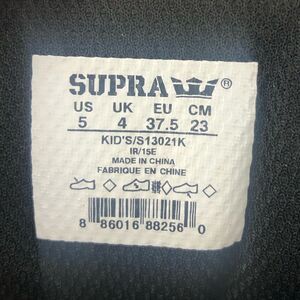 SUPRA ®
US UK EU CM
5 4 37.5 23
KID'S/S13021K
IR/15E
MADE IN CHINA
FABRIQUE EN CHINE
8 86016 88256 0